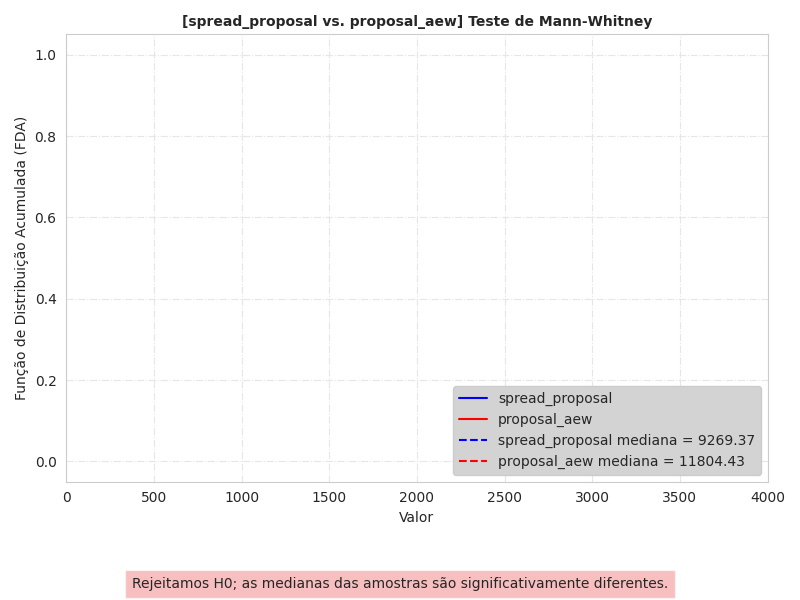 [spread_proposal vs. proposal_aew] Teste de Mann-Whitney
Função de Distribuição Acumulada (FDA)
1.0
0.8
0.6
0.4
0.2
0.0
spread_proposal
proposal_aew
spread_proposal mediana = 9269.37
proposal_aew mediana = 11804.43
0 500 1000 1500 2000 2500 3000 3500 4000
Valor
Rejeitamos H0; as medianas das amostras são significativamente diferentes.